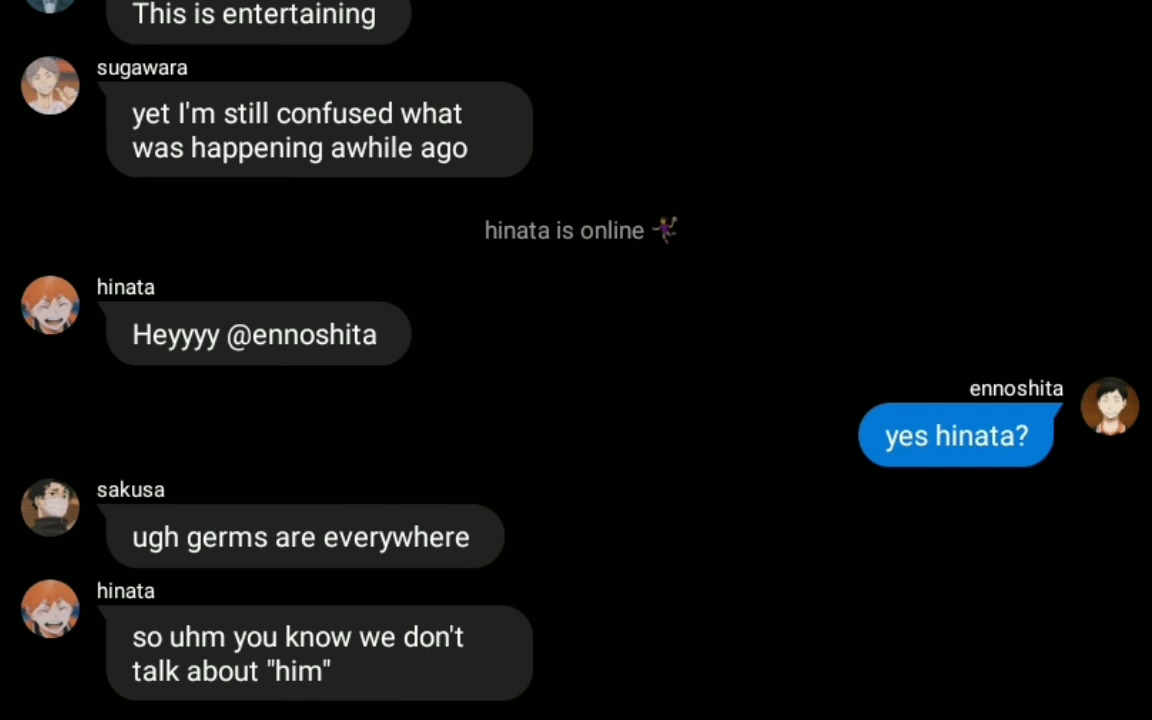 This is entertaining
sugawara
yet I'm still confused what
was happening awhile ago
hinata is online 🤾🏾‍♀️
hinata
Heyyyy @ennoshita
ennoshita
yes hinata?
sakusa
ugh germs are everywhere
hinata
so uhm you know we don't
talk about "him"